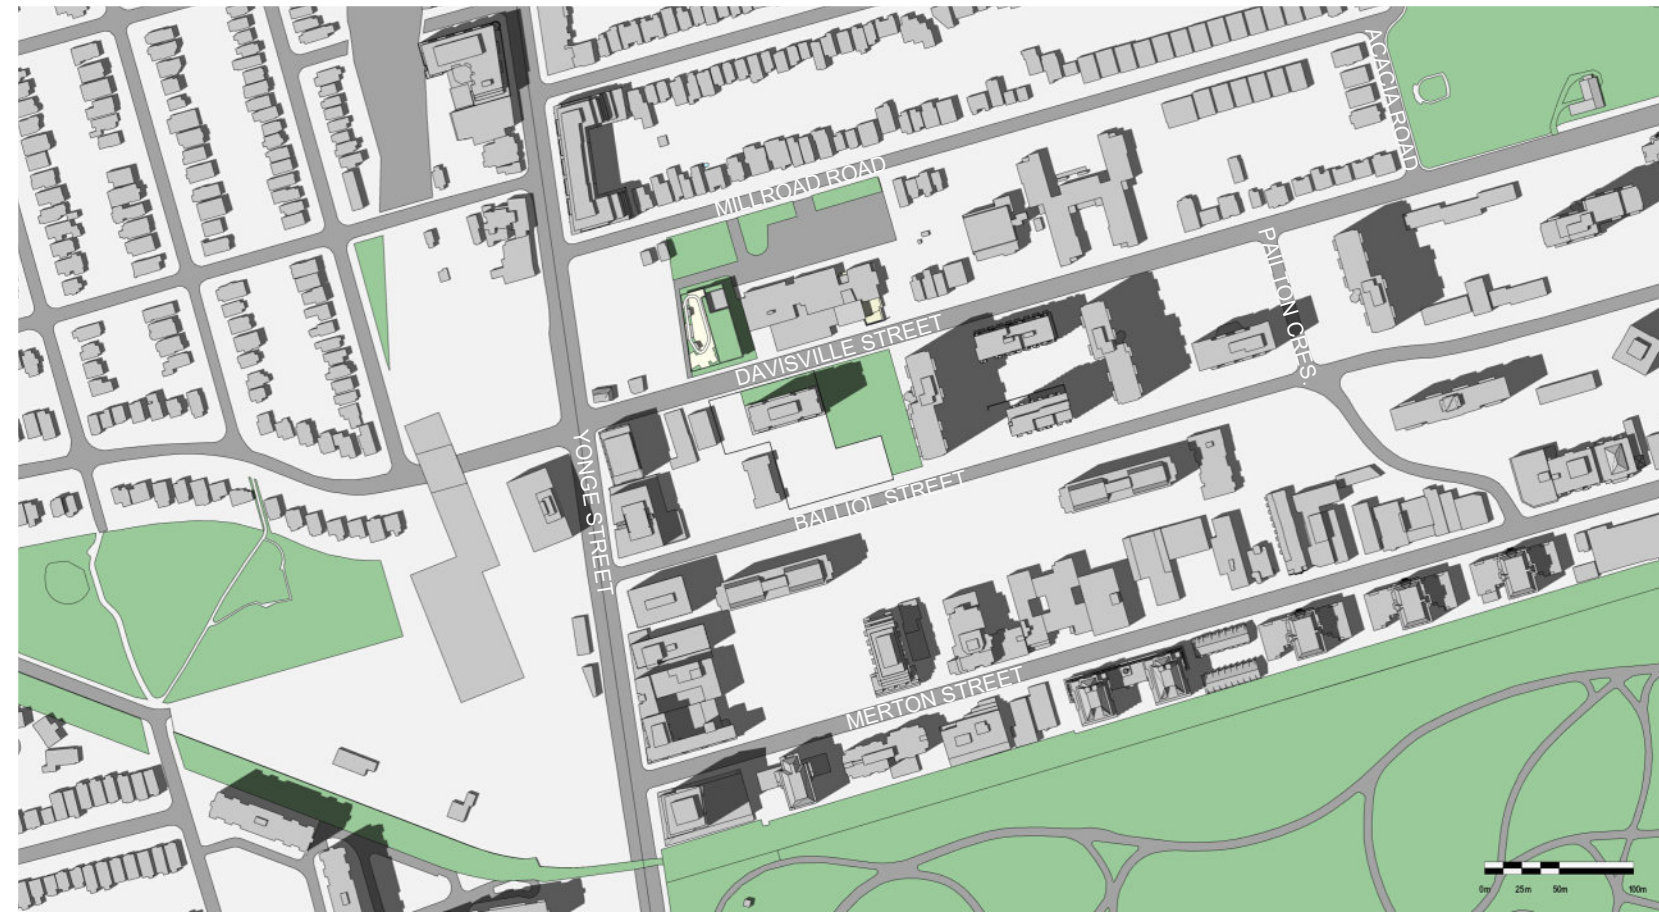 ACACIA ROAD
MILLROAD ROAD
PAILTON CRES.
DAVISVILLE STREET
YONGE STREET
BALLIOL STREET
MERTON STREET
0m 25m 50m 100m